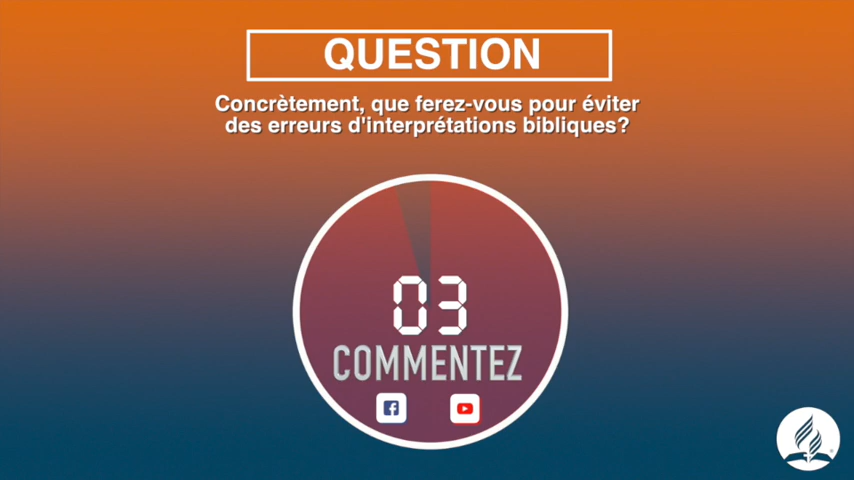 QUESTION
Concrètement, que ferez-vous pour éviter
des erreurs d'interprétations bibliques?
03
COMMENTEZ